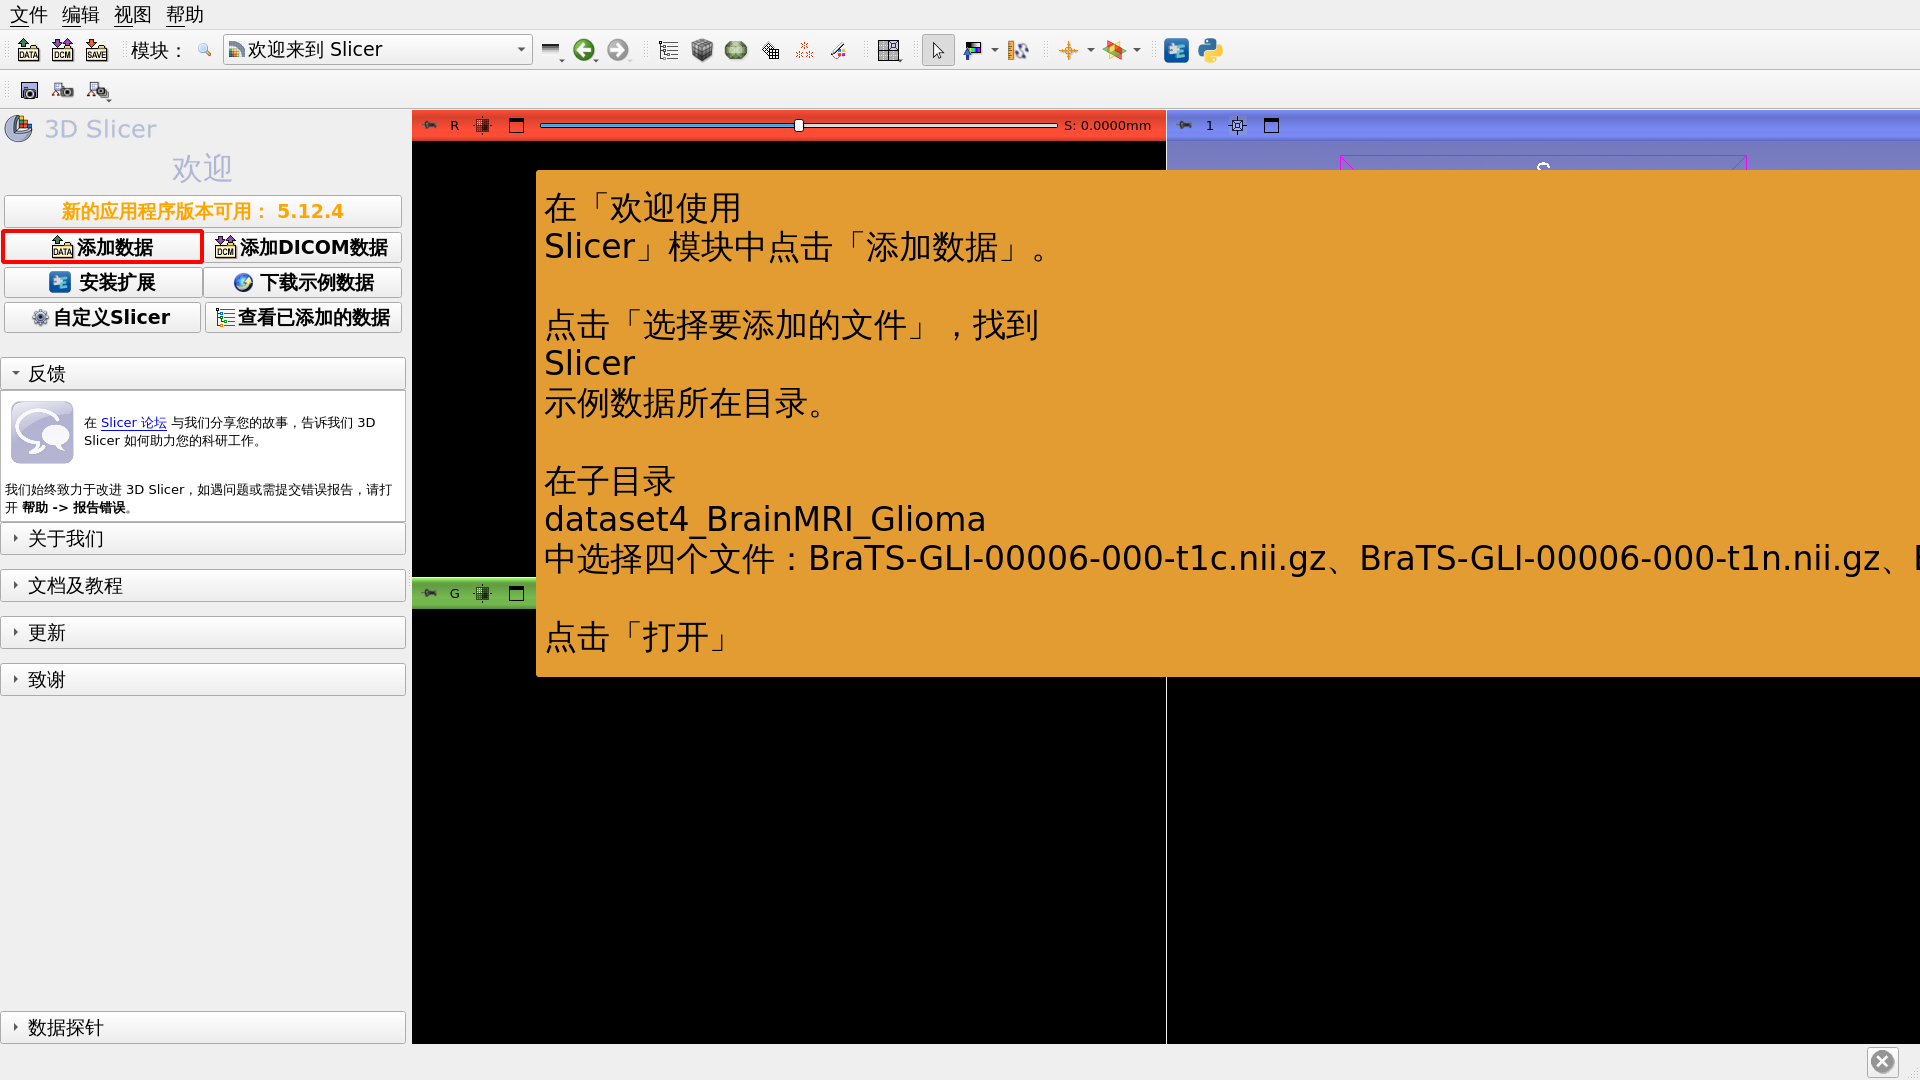 文件 编辑 视图 帮助
DATA DCM SAVE 模块： 欢迎来到 Slicer
3D Slicer
欢迎
新的应用程序版本可用： 5.12.4
DATA 添加数据 DCM 添加DICOM数据
安装扩展 下载示例数据
自定义Slicer 查看已添加的数据
反馈
在 Slicer 论坛 与我们分享您的故事，告诉我们 3D
Slicer 如何助力您的科研工作。
我们始终致力于改进 3D Slicer，如遇问题或需提交错误报告，请打
开 帮助 -> 报告错误。
关于我们
文档及教程
更新
致谢
数据探针
R S: 0.0000mm
1
S
在「欢迎使用
Slicer」模块中点击「添加数据」。
点击「选择要添加的文件」，找到
Slicer
示例数据所在目录。
在子目录
dataset4_BrainMRI_Glioma
中选择四个文件：BraTS-GLI-00006-000-t1c.nii.gz、BraTS-GLI-00006-000-t1n.nii.gz、
点击「打开」
G